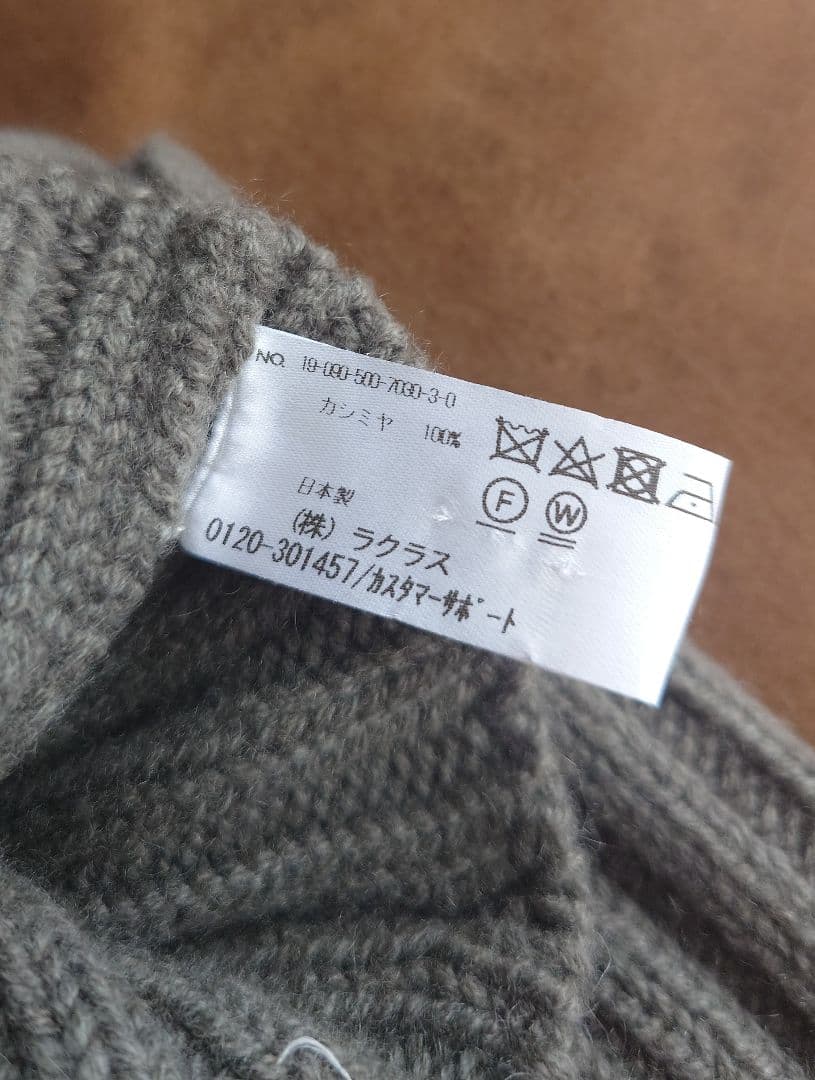 NO. 19-090-500-7030-3-0
カシミヤ 100%
F W
日本製
(株) ラクラス
0120-301457/カスタマーサポート